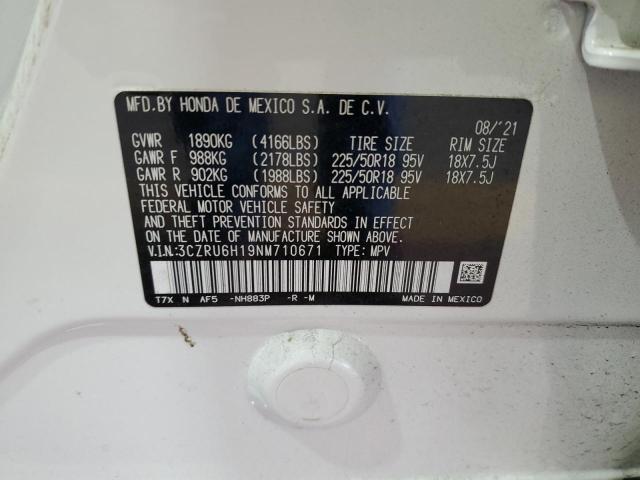 MFD.BY HONDA DE MEXICO S.A. DE C.V.
08/'21
GVWR 1890KG (4166LBS) TIRE SIZE RIM SIZE
GAWR F 988KG (2178LBS) 225/50R18 95V 18X7.5J
GAWR R 902KG (1988LBS) 225/50R18 95V 18X7.5J
THIS VEHICLE CONFORMS TO ALL APPLICABLE
FEDERAL MOTOR VEHICLE SAFETY
AND THEFT PREVENTION STANDARDS IN EFFECT
ON THE DATE OF MANUFACTURE SHOWN ABOVE.
V.I.N.:3CZRU6H19NM710671 TYPE: MPV
T7X N AF5 -NH883P -R -M MADE IN MEXICO